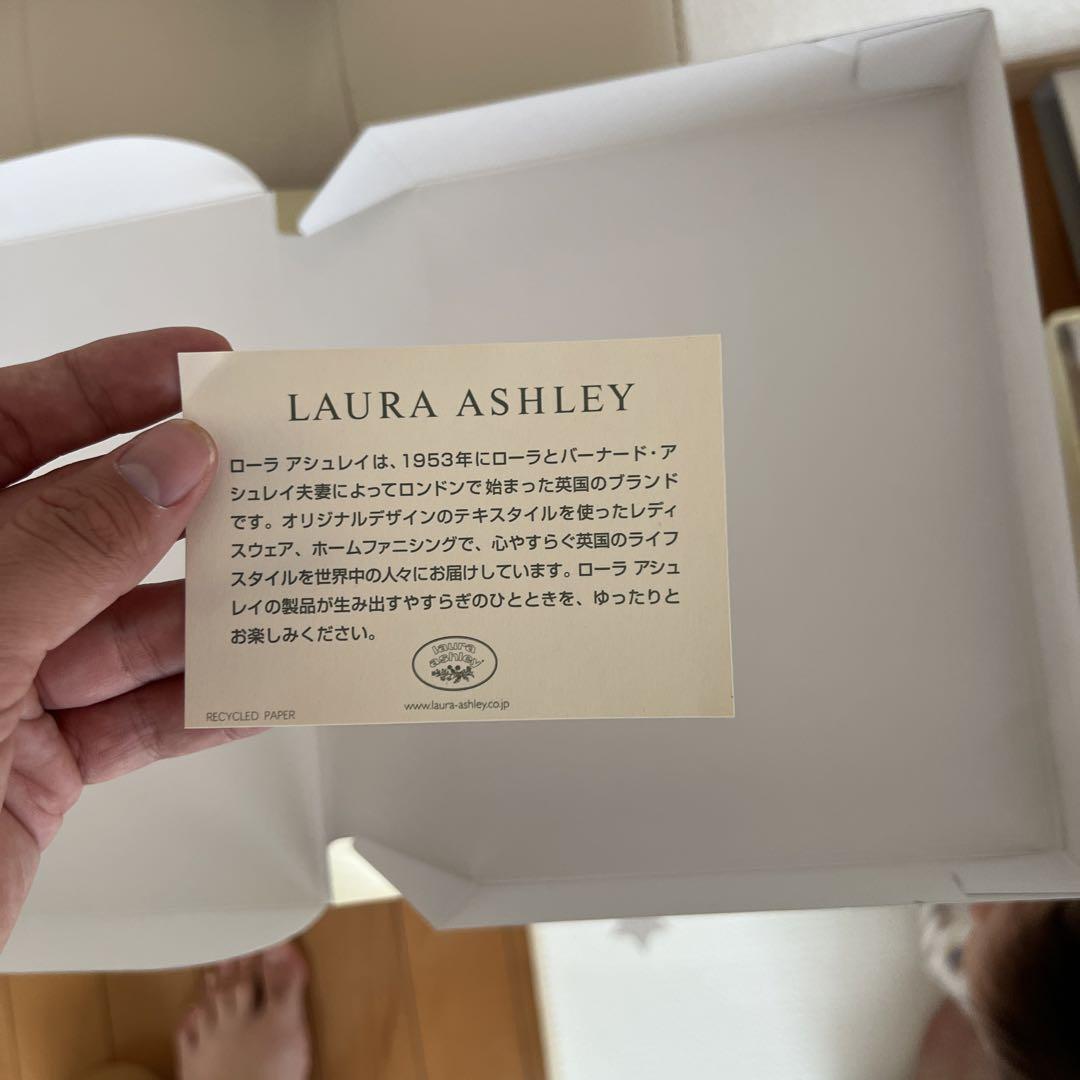 LAURA ASHLEY
ローラ アシュレイは、1953年にローラとバーナード・ア
シュレイ夫妻によってロンドンで始まった英国のブランド
です。オリジナルデザインのテキスタイルを使ったレディ
スウェア、ホームファニシングで、心やすらぐ英国のライフ
スタイルを世界中の人々にお届けしています。ローラ アシュ
レイの製品が生み出すやすらぎのひとときを、ゆったりと
お楽しみください。
laura
ashley
www.laura-ashley.co.jp
RECYCLED PAPER